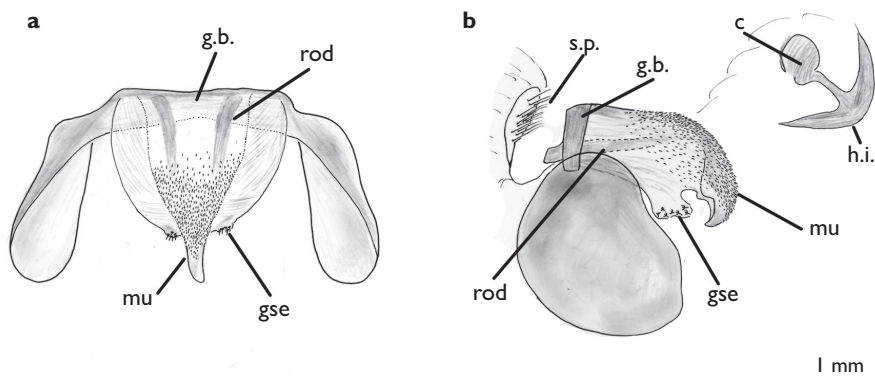 a
g.b.
rod
mu
gse
b
s.p.
g.b.
c
h.i.
mu
rod
gse
1 mm